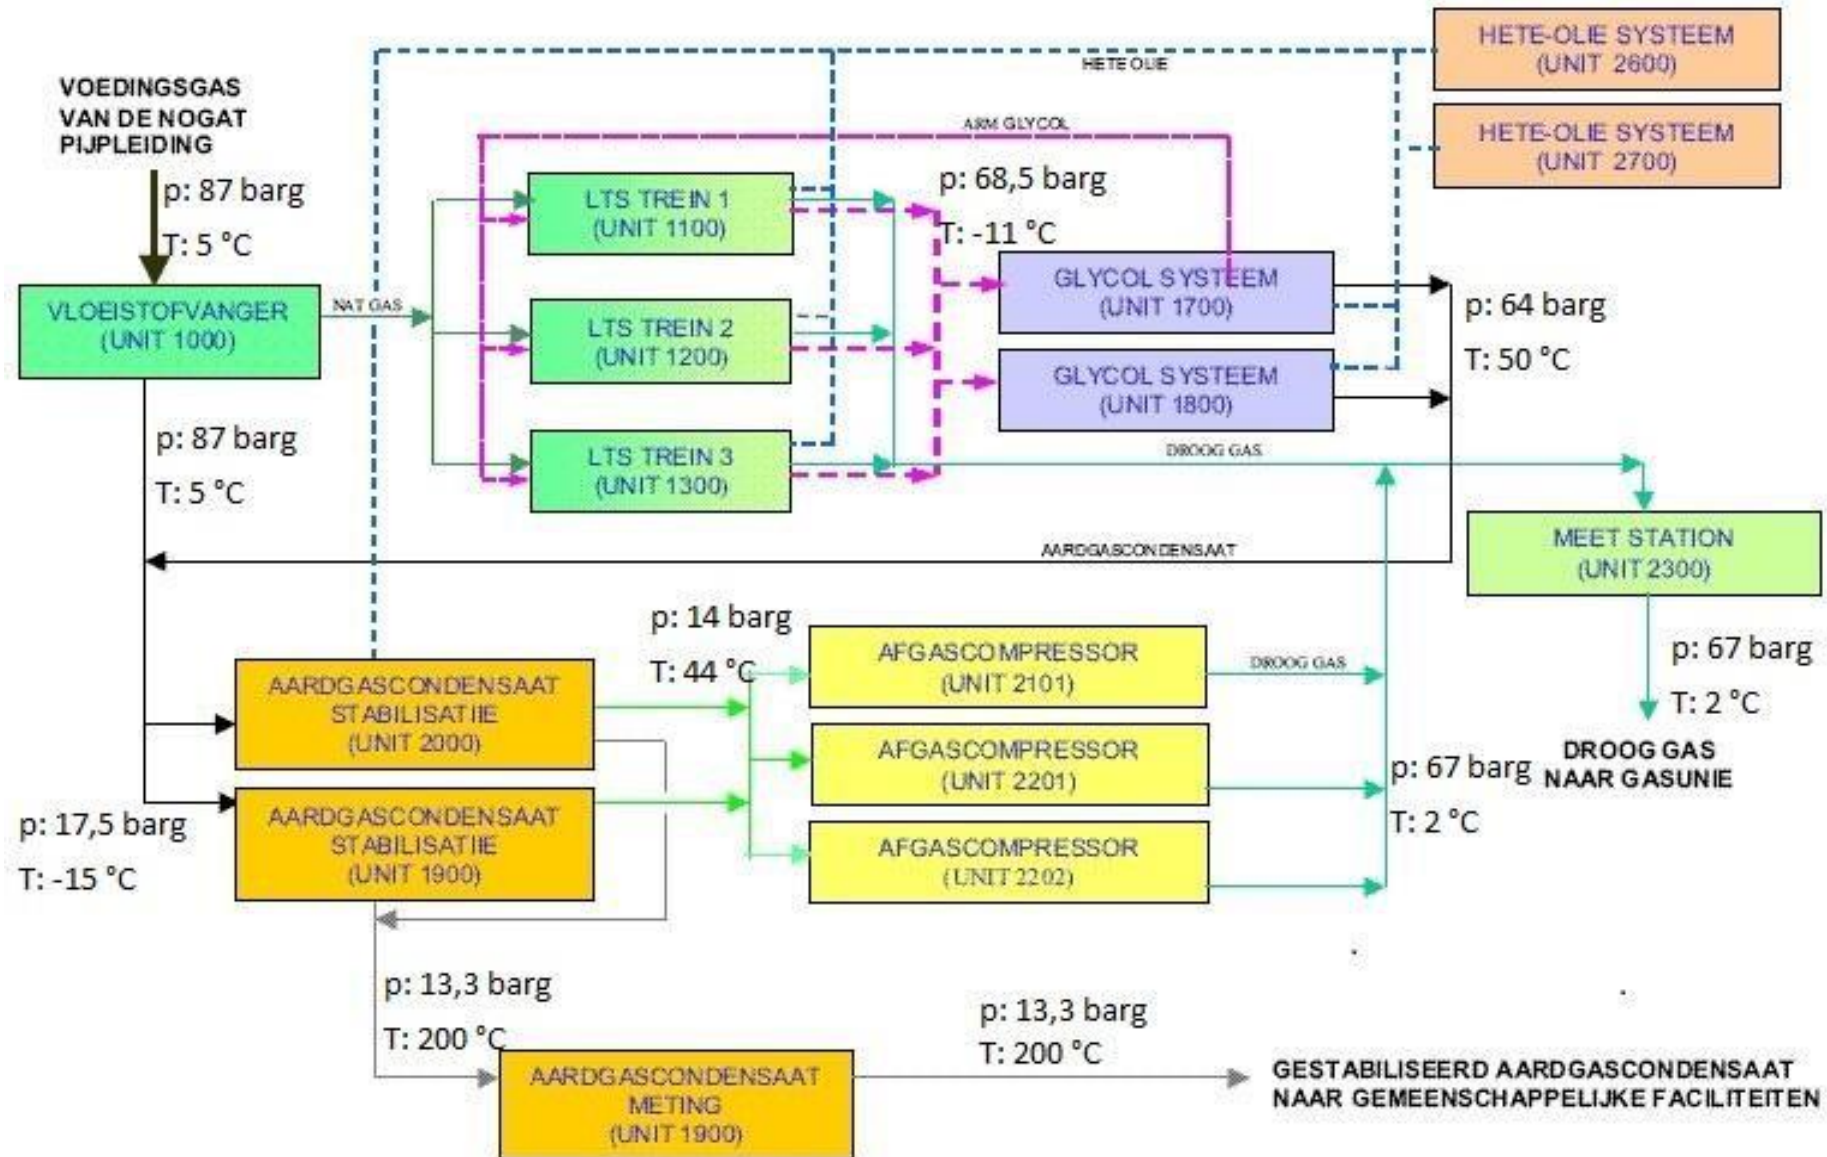 HETE-OLIE SYSTEEM
(UNIT 2600)
HETE OLIE
VOEDINGSGAS
VAN DE NOGAT
PIJPLEIDING
HETE-OLIE SYSTEEM
(UNIT 2700)
ARM GLYCOL
p: 87 barg
T: 5 °C
LTS TREIN 1
(UNIT 1100)
p: 68,5 barg
T: -11 °C
GLYCOL SYSTEEM
(UNIT 1700)
VLOEISTOFVANGER
(UNIT 1000)
NAT GAS
LTS TREIN 2
(UNIT 1200)
p: 64 barg
T: 50 °C
GLYCOL SYSTEEM
(UNIT 1800)
p: 87 barg
T: 5 °C
LTS TREIN 3
(UNIT 1300)
DROOG GAS
MEET STATION
(UNIT 2300)
AARDGASCONDENSAAT
p: 14 barg
T: 44 °C
AFGASCOMPRESSOR
(UNIT 2101)
DROOG GAS
p: 67 barg
T: 2 °C
AARDGASCONDENSAAT
STABILISATIIE
(UNIT 2000)
AFGASCOMPRESSOR
(UNIT 2201)
DROOG GAS
NAAR GASUNIE
p: 67 barg
T: 2 °C
p: 17,5 barg
T: -15 °C
AARDGASCONDENSAAT
STABILISATIIE
(UNIT 1900)
AFGASCOMPRESSOR
(UNIT 2202)
p: 13,3 barg
T: 200 °C
p: 13,3 barg
T: 200 °C
AARDGASCONDENSAAT
METING
(UNIT 1900)
GESTABILISEERD AARDGASCONDENSAAT
NAAR GEMEENSCHAPPELIJKE FACILITEITEN